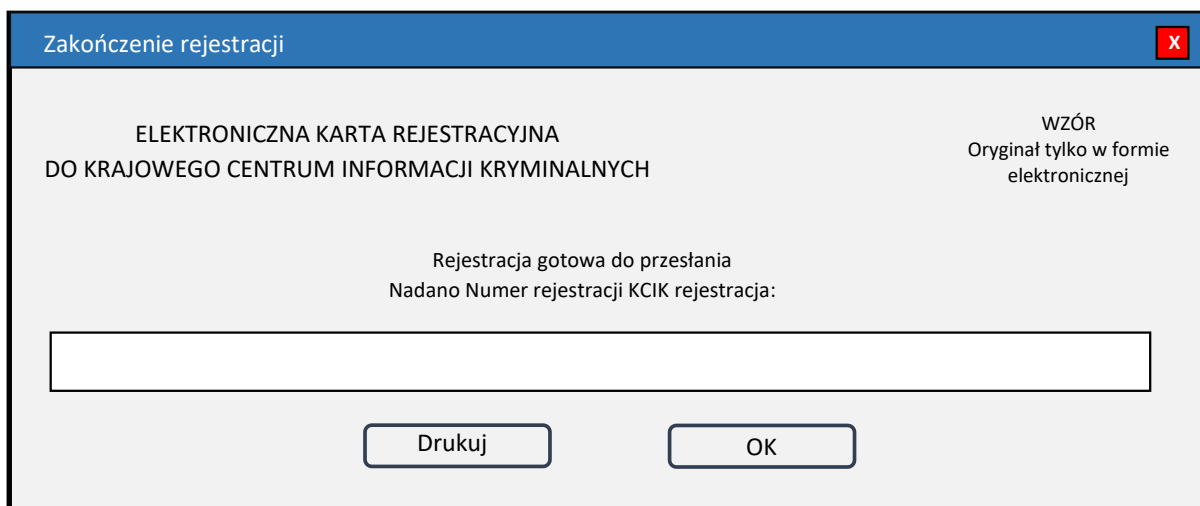 Zakończenie rejestracji
X
ELEKTRONICZNA KARTA REJESTRACYJNA
DO KRAJOWEGO CENTRUM INFORMACJI KRYMINALNYCH
WZÓR
Oryginał tylko w formie
elektronicznej
Rejestracja gotowa do przesłania
Nadano Numer rejestracji KCIK rejestracja:
Drukuj
OK